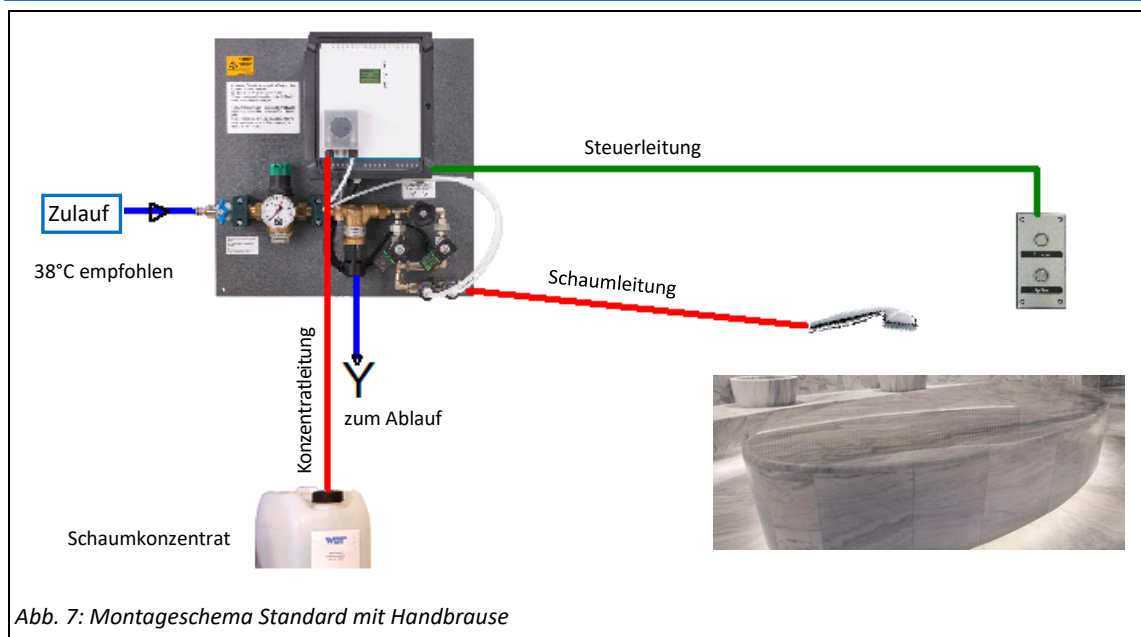 Steuerleitung
Zulauf
38°C empfohlen
Schaumleitung
Konzentratleitung
zum Ablauf
Schaumkonzentrat
Abb. 7: Montageschema Standard mit Handbrause